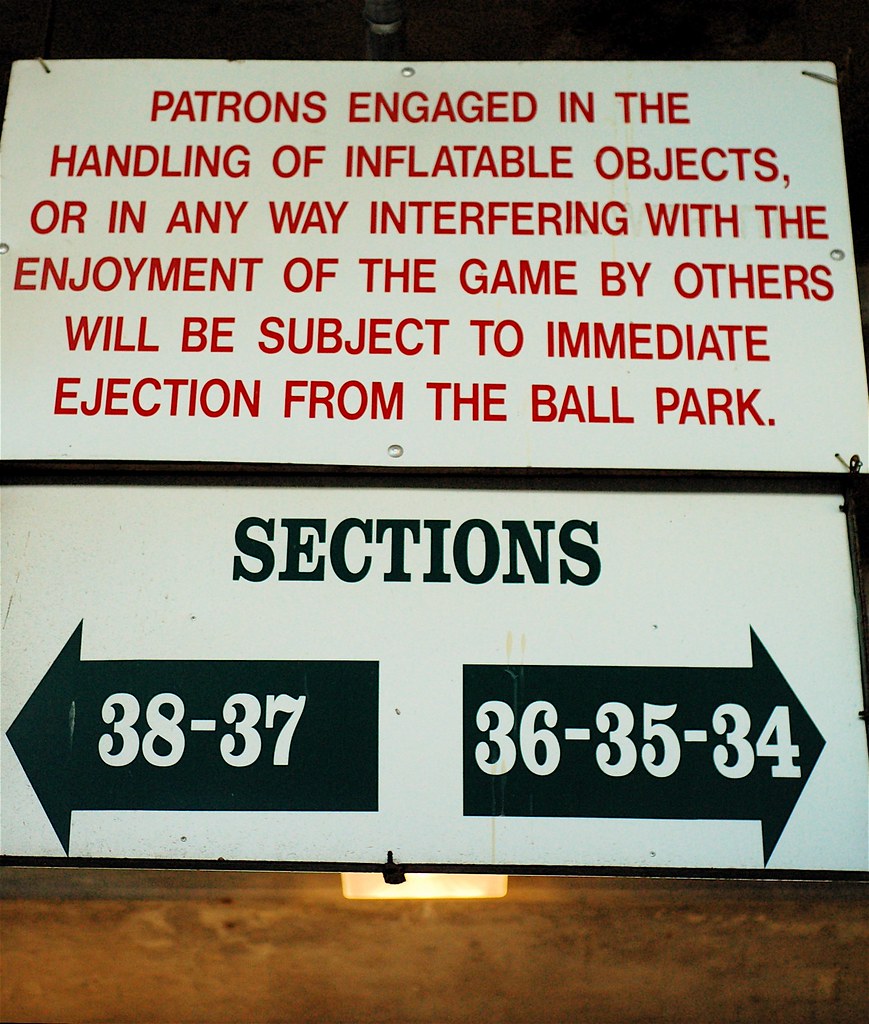 PATRONS ENGAGED IN THE
HANDLING OF INFLATABLE OBJECTS,
OR IN ANY WAY INTERFERING WITH THE
ENJOYMENT OF THE GAME BY OTHERS
WILL BE SUBJECT TO IMMEDIATE
EJECTION FROM THE BALL PARK.
SECTIONS
38-37
36-35-34